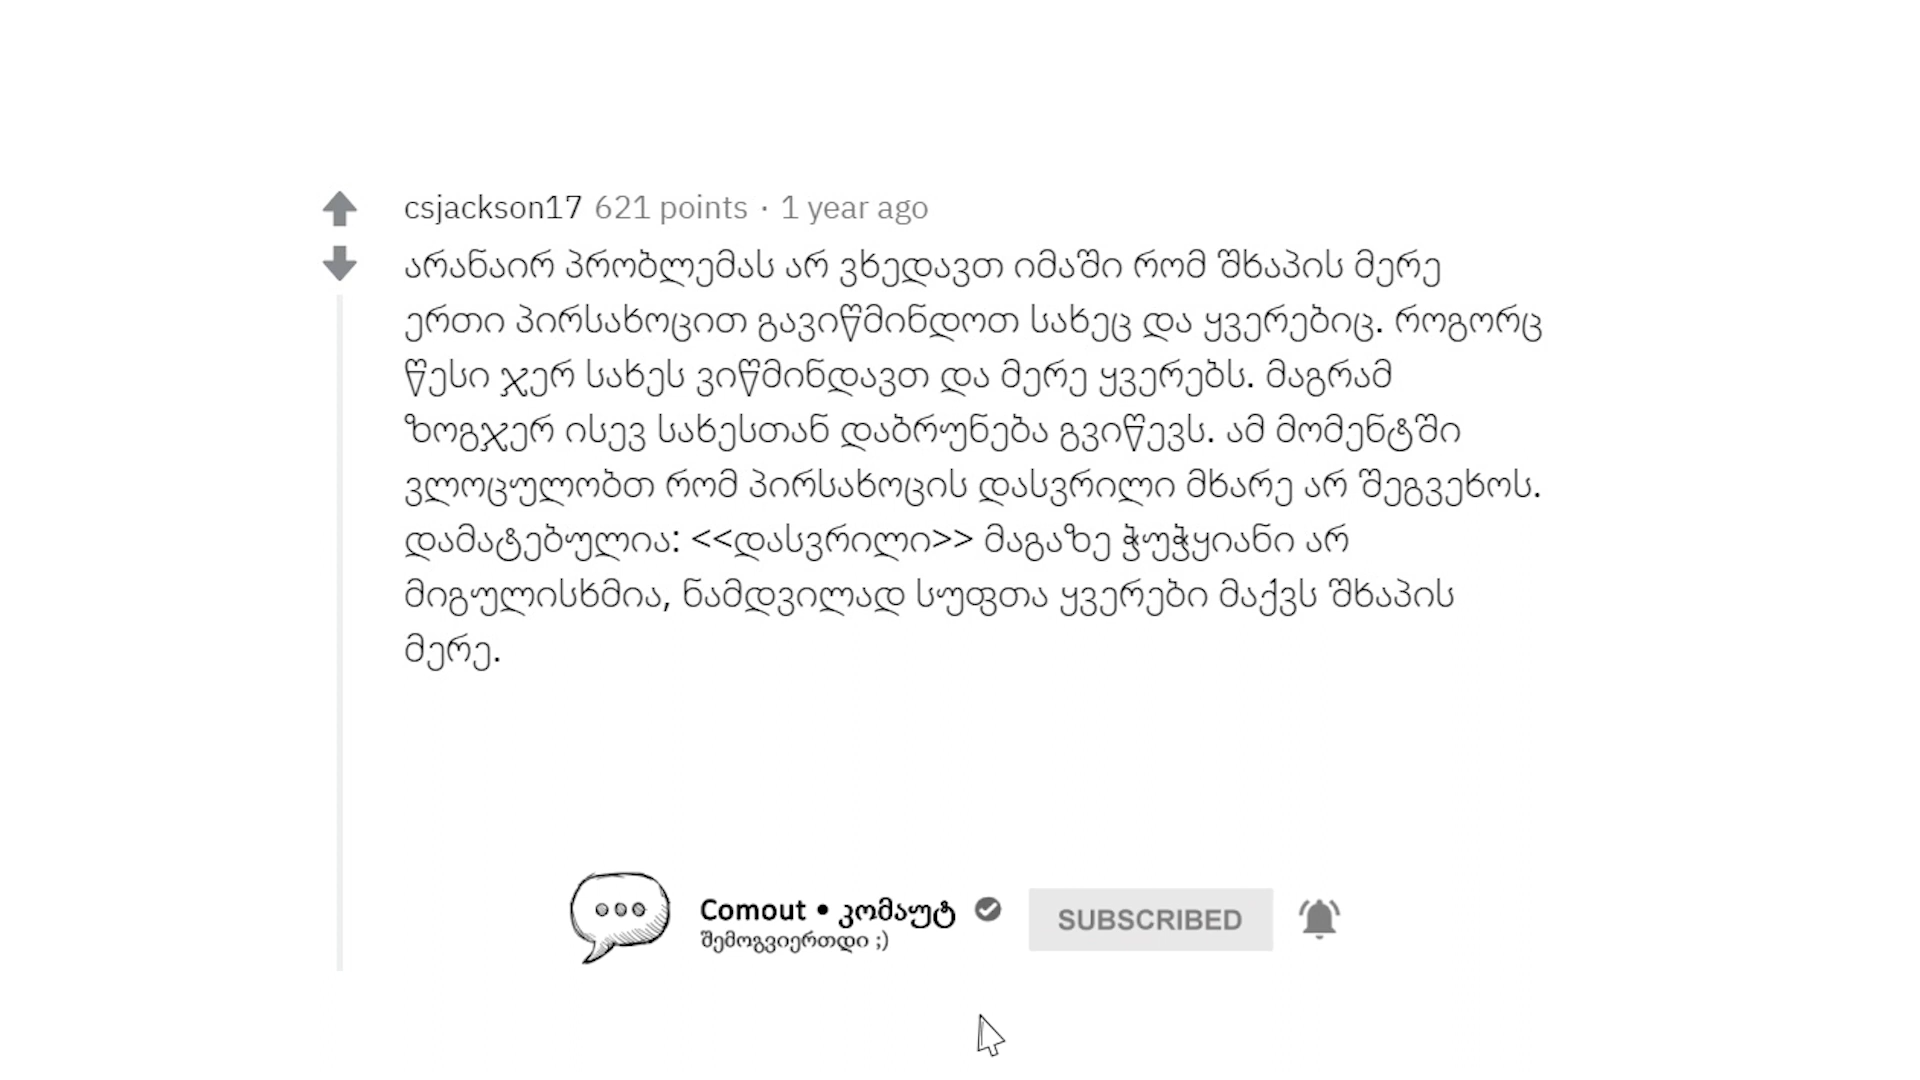 csjackson17 621 points · 1 year ago
არანაირ პრობლემას არ ვხედავთ იმაში რომ შხაპის მერე
ერთი პირსახოცით გავიწმინდოთ სახეც და ყვერებიც. როგორც
წესი ჯერ სახეს ვიწმინდავთ და მერე ყვერებს. მაგრამ
ზოგჯერ ისევ სახესთან დაბრუნება გვიწევს. ამ მომენტში
ვლოცულობთ რომ პირსახოცის დასვრილი მხარე არ შეგვეხოს.
დამატებულია: <<დასვრილი>> მაგაზე ჭუჭყიანი არ
მიგულისხმია, ნამდვილად სუფთა ყვერები მაქვს შხაპის
მერე.
Comout • კომაუტ
შემოგვიერთდი ;)
SUBSCRIBED